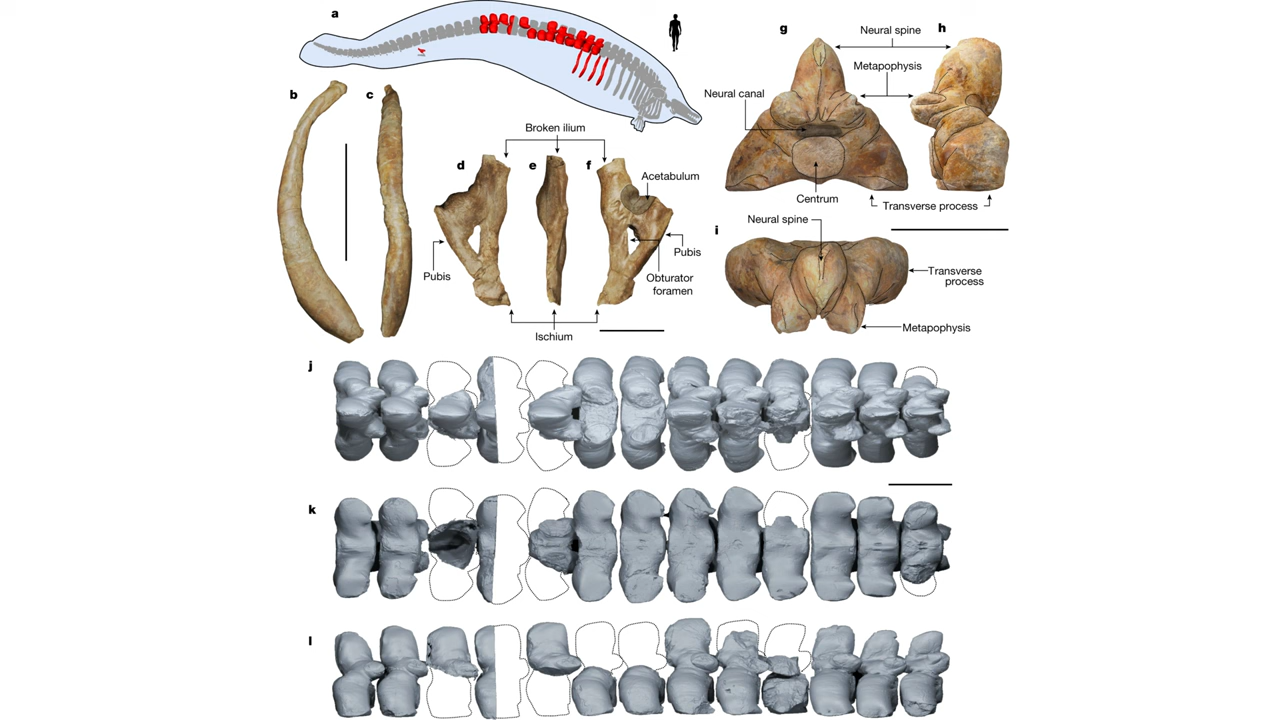 a
b
c
Broken ilium
d
e
f
Acetabulum
Pubis
Pubis
Obturator
foramen
Ischium
g
h
Neural spine
Metapophysis
Neural canal
Centrum
Transverse process
i
Neural spine
Transverse
process
Metapophysis
j
k
l